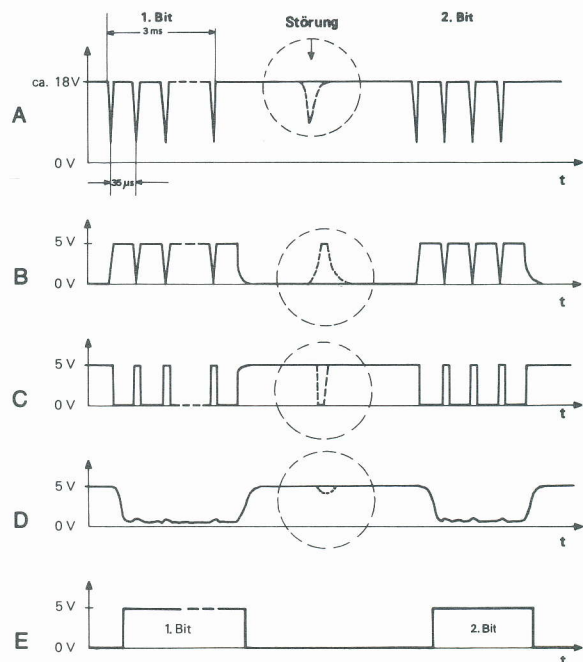 1. Bit
Störung
2. Bit
3 ms
ca. 18 V
A
0 V
t
35 µs
5 V
B
0 V
t
5 V
C
0 V
t
5 V
D
0 V
t
5 V
1. Bit
2. Bit
E
0 V
t